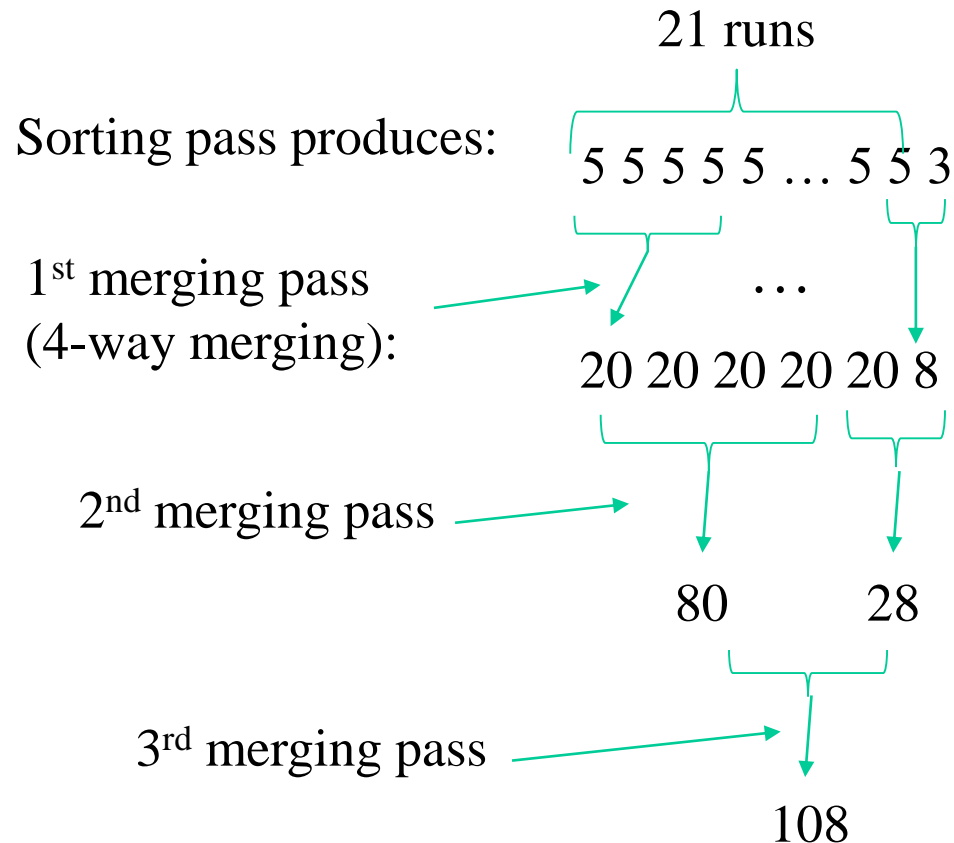 21 runs
Sorting pass produces:
5 5 5 5 5 … 5 5 3
1st merging pass
…
(4-way merging):
20 20 20 20 20 8
2nd merging pass
80 28
3rd merging pass
108